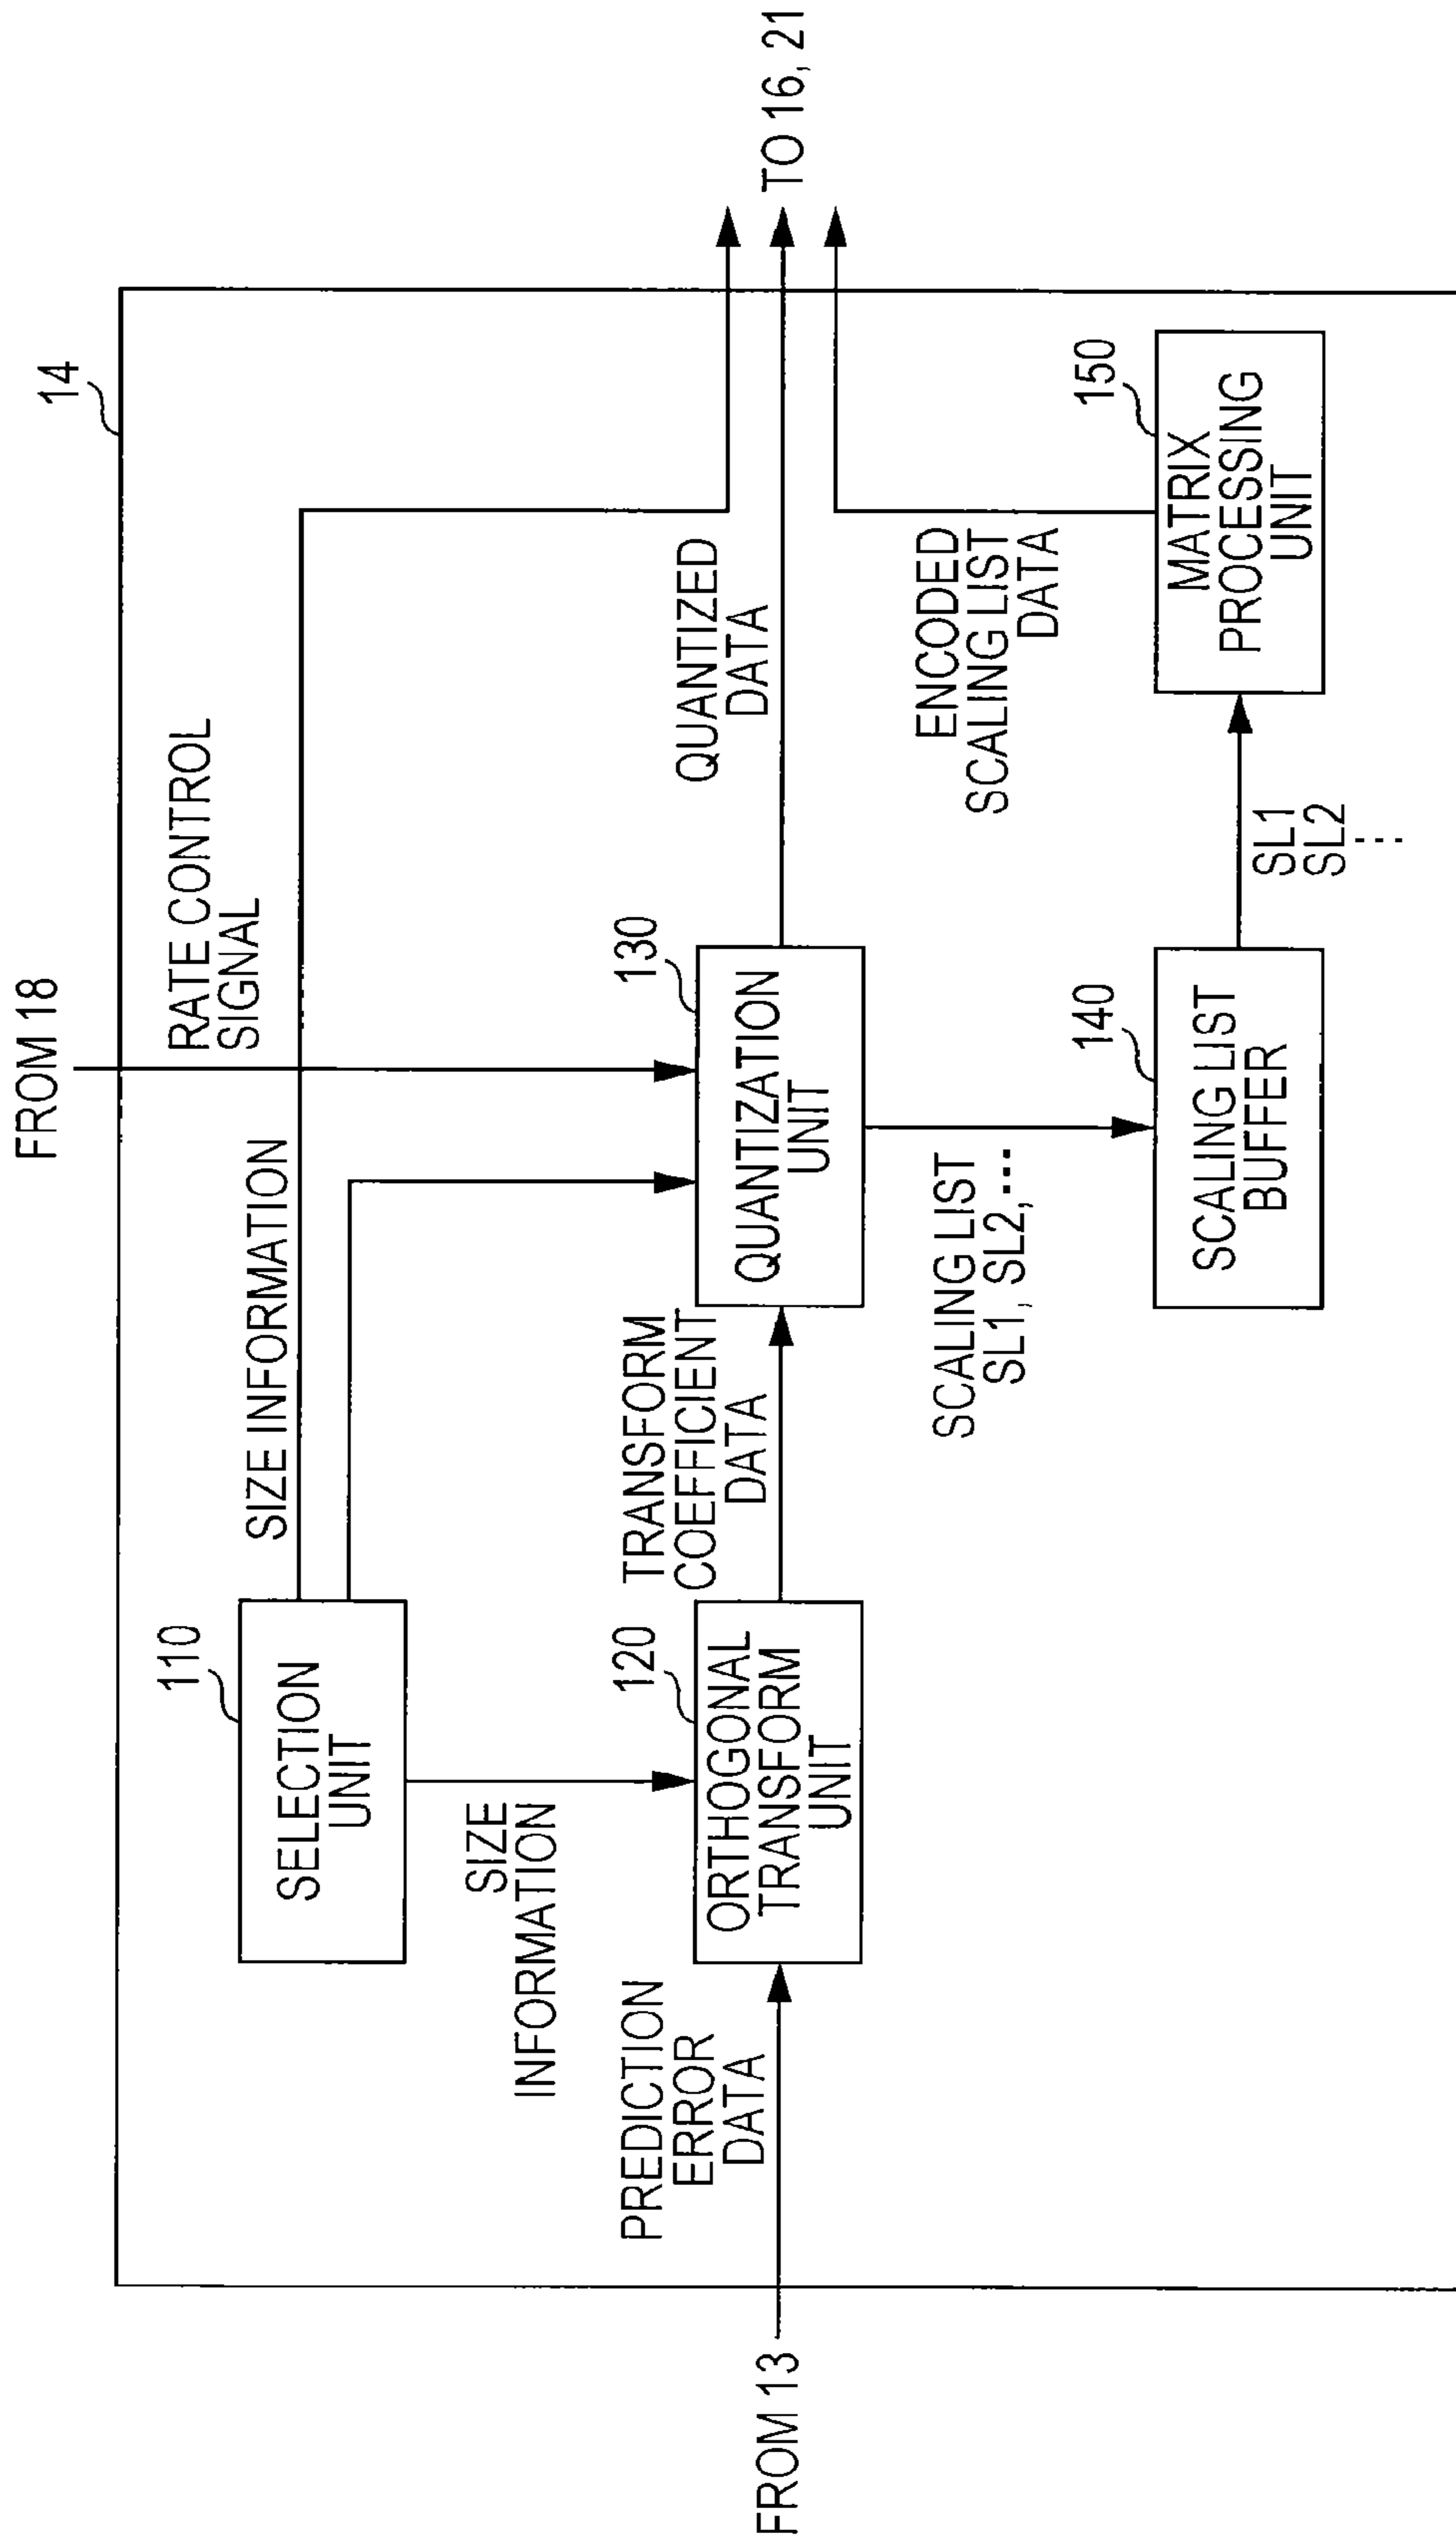 FROM 18
14
RATE CONTROL
SIGNAL
SIZE INFORMATION
110
SELECTION
UNIT
SIZE
INFORMATION
FROM 13
PREDICTION
ERROR
DATA
120
ORTHOGONAL
TRANSFORM
UNIT
TRANSFORM
COEFFICIENT
DATA
130
QUANTIZATION
UNIT
QUANTIZED
DATA
TO 16, 21
SCALING LIST
SL1, SL2, ...
140
SCALING LIST
BUFFER
SL1
SL2
⋮
150
MATRIX
PROCESSING
UNIT
ENCODED
SCALING LIST
DATA